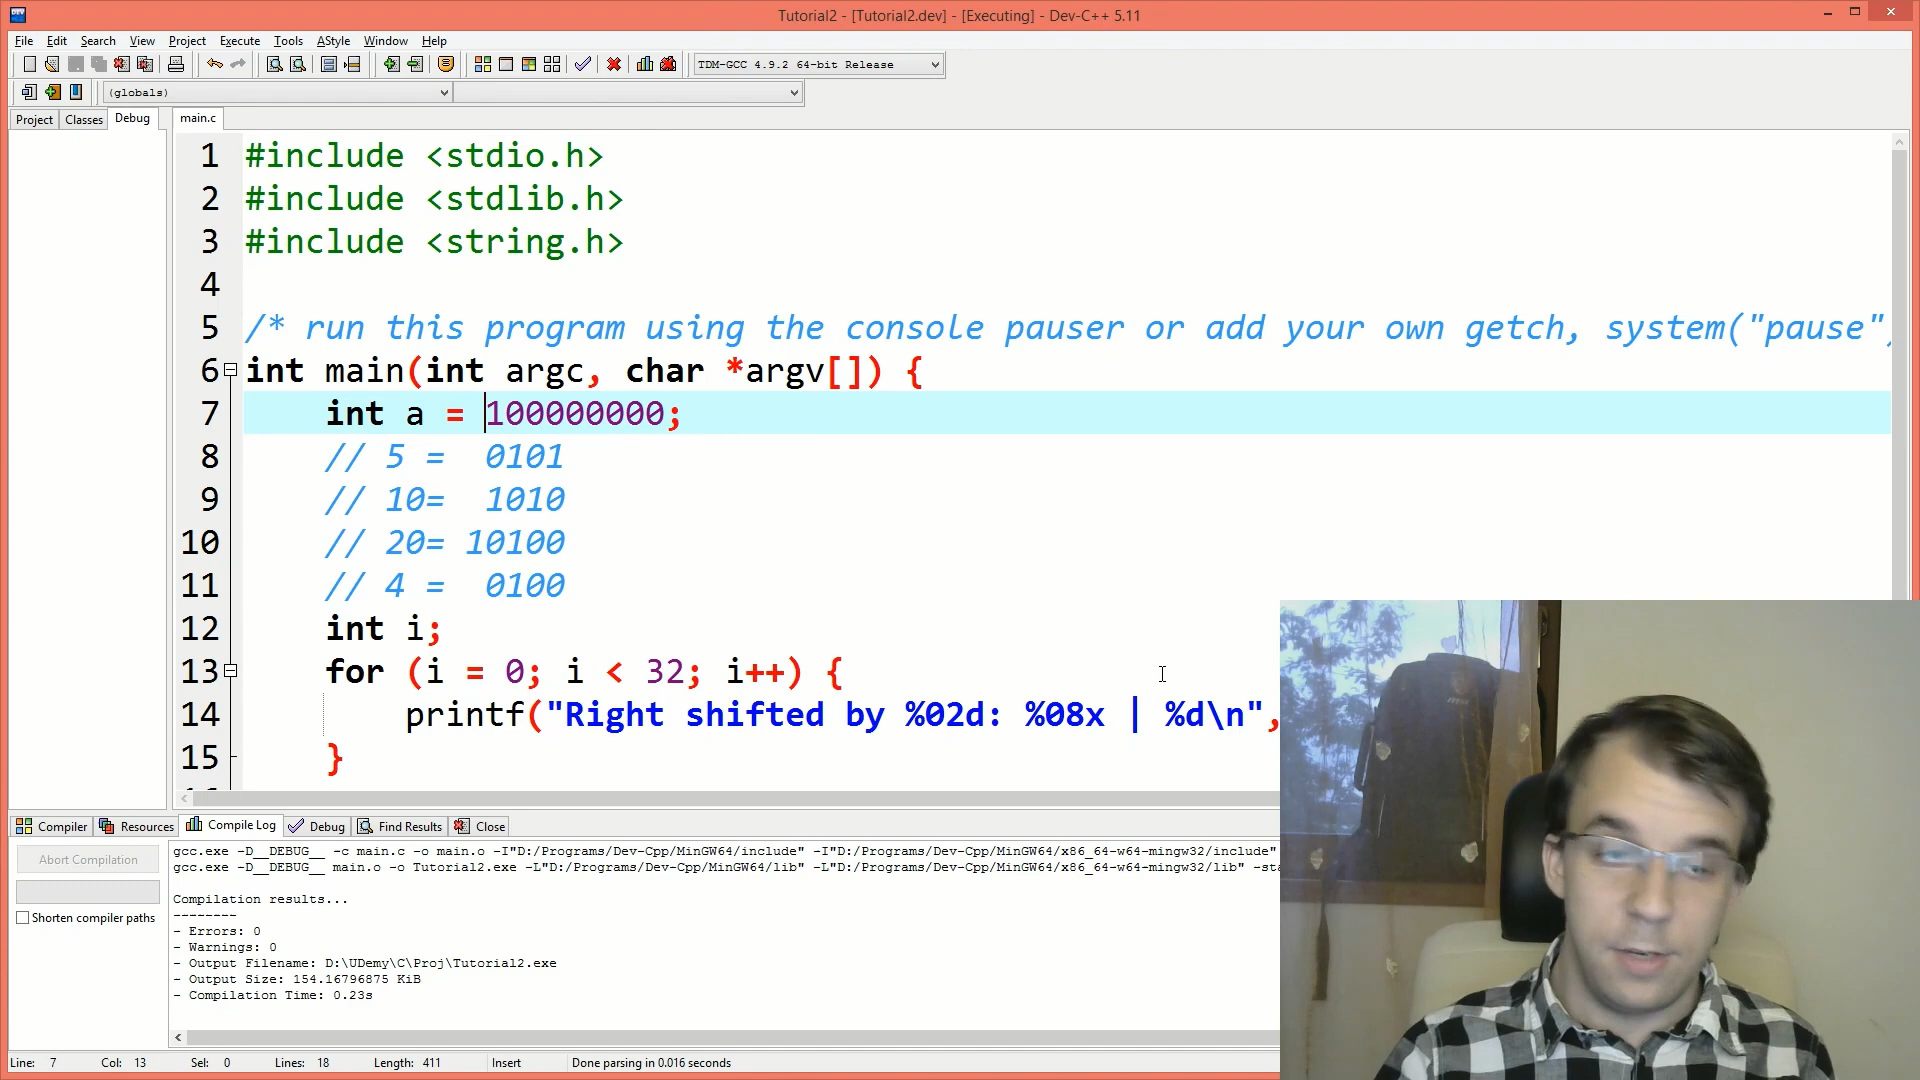 Tutorial2 - [Tutorial2.dev] - [Executing] - Dev-C++ 5.11
File Edit Search View Project Execute Tools AStyle Window Help
TDM-GCC 4.9.2 64-bit Release
(globals)
Project Classes Debug main.c
1 #include <stdio.h>
2 #include <stdlib.h>
3 #include <string.h>
4
5 /* run this program using the console pauser or add your own getch, system("pause")
6 int main(int argc, char *argv[]) {
7 int a = 100000000;
8 // 5 = 0101
9 // 10= 1010
10 // 20= 10100
11 // 4 = 0100
12 int i;
13 for (i = 0; i < 32; i++) {
14 printf("Right shifted by %02d: %08x | %d\n",
15 }
Compiler Resources Compile Log Debug Find Results Close
Abort Compilation
Shorten compiler paths
gcc.exe -D__DEBUG__ -c main.c -o main.o -I"D:/Programs/Dev-Cpp/MinGW64/include" -I"D:/Programs/Dev-Cpp/MinGW64/x86_64-w64-mingw32/include"
gcc.exe -D__DEBUG__ main.o -o Tutorial2.exe -L"D:/Programs/Dev-Cpp/MinGW64/lib" -L"D:/Programs/Dev-Cpp/MinGW64/x86_64-w64-mingw32/lib" -sta
Compilation results...
--------
- Errors: 0
- Warnings: 0
- Output Filename: D:\UDemy\C\Proj\Tutorial2.exe
- Output Size: 154.16796875 KiB
- Compilation Time: 0.23s
Line: 7 Col: 13 Sel: 0 Lines: 18 Length: 411 Insert Done parsing in 0.016 seconds